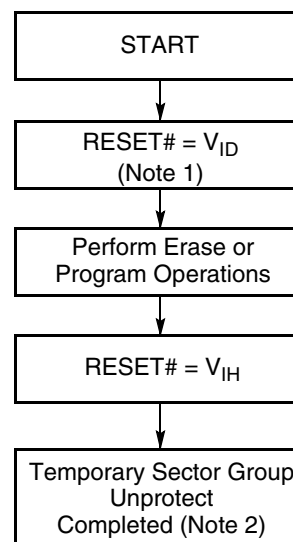 START
RESET# = VID
(Note 1)
Perform Erase or
Program Operations
RESET# = VIH
Temporary Sector Group
Unprotect
Completed (Note 2)